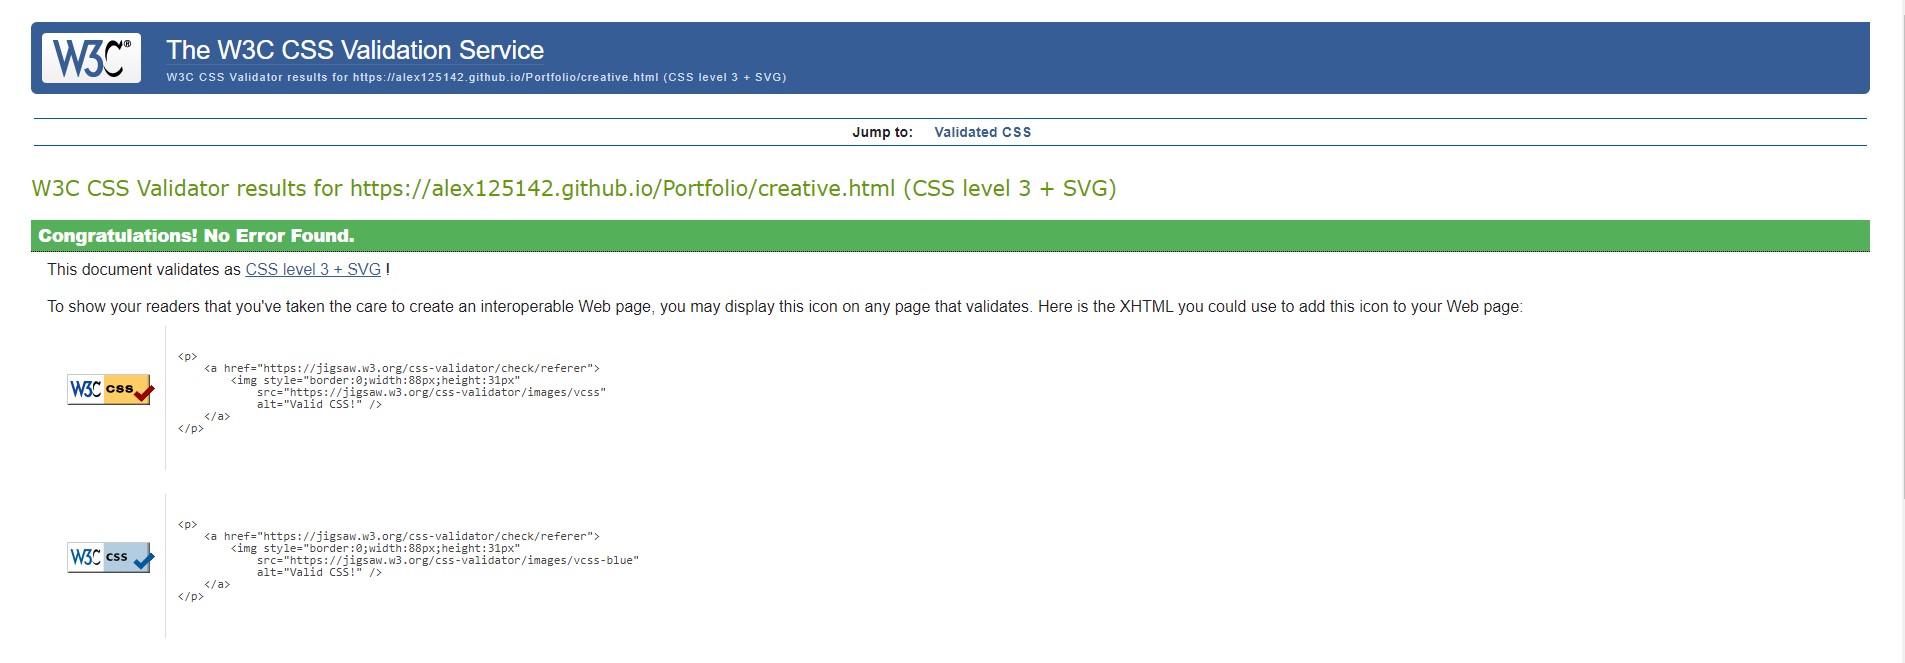 W3C®
The W3C CSS Validation Service
W3C CSS Validator results for https://alex125142.github.io/Portfolio/creative.html (CSS level 3 + SVG)
Jump to: Validated CSS
W3C CSS Validator results for https://alex125142.github.io/Portfolio/creative.html (CSS level 3 + SVG)
Congratulations! No Error Found.
This document validates as CSS level 3 + SVG !
To show your readers that you've taken the care to create an interoperable Web page, you may display this icon on any page that validates. Here is the XHTML you could use to add this icon to your Web page:
W3C css
<p>
<a href="https://jigsaw.w3.org/css-validator/check/referer">
<img style="border:0;width:88px;height:31px"
src="https://jigsaw.w3.org/css-validator/images/vcss"
alt="Valid CSS!" />
</a>
</p>
W3C css
<p>
<a href="https://jigsaw.w3.org/css-validator/check/referer">
<img style="border:0;width:88px;height:31px"
src="https://jigsaw.w3.org/css-validator/images/vcss-blue"
alt="Valid CSS!" />
</a>
</p>